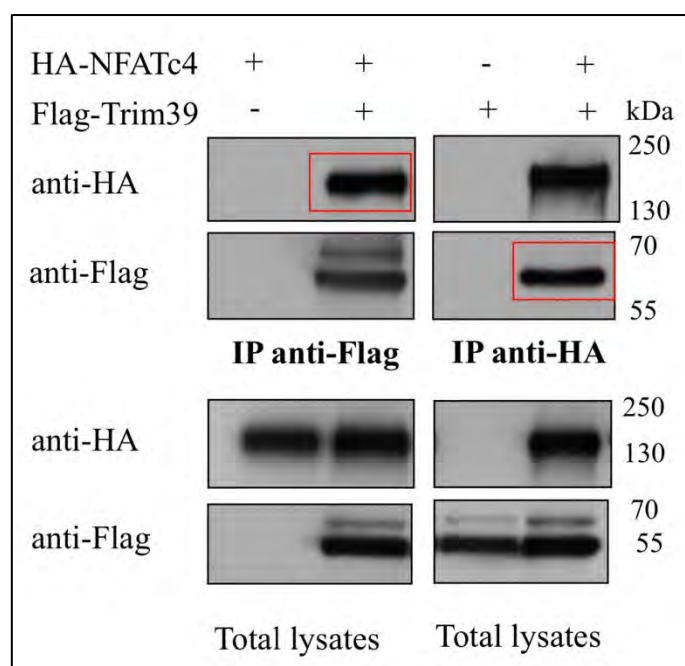 HA-NFATc4 + + - +
Flag-Trim39 - + + + kDa
anti-HA 250
130
anti-Flag 70
55
IP anti-Flag IP anti-HA
anti-HA 250
130
anti-Flag 70
55
Total lysates Total lysates